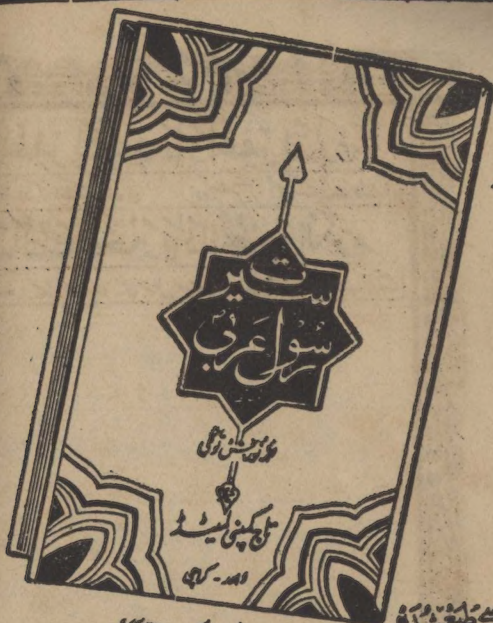 سیرت
رسول عربی
نور بخش توکلی
تاج کمپنی لمیٹڈ
لاہور - کراچی